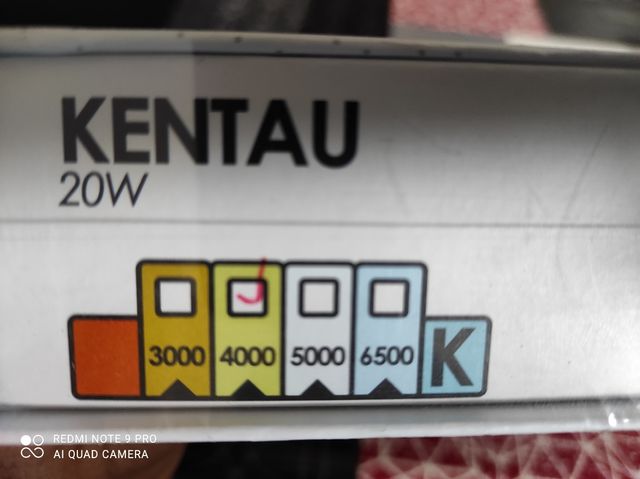 KENTAU
20W
3000 4000 5000 6500 K
REDMI NOTE 9 PRO
AI QUAD CAMERA